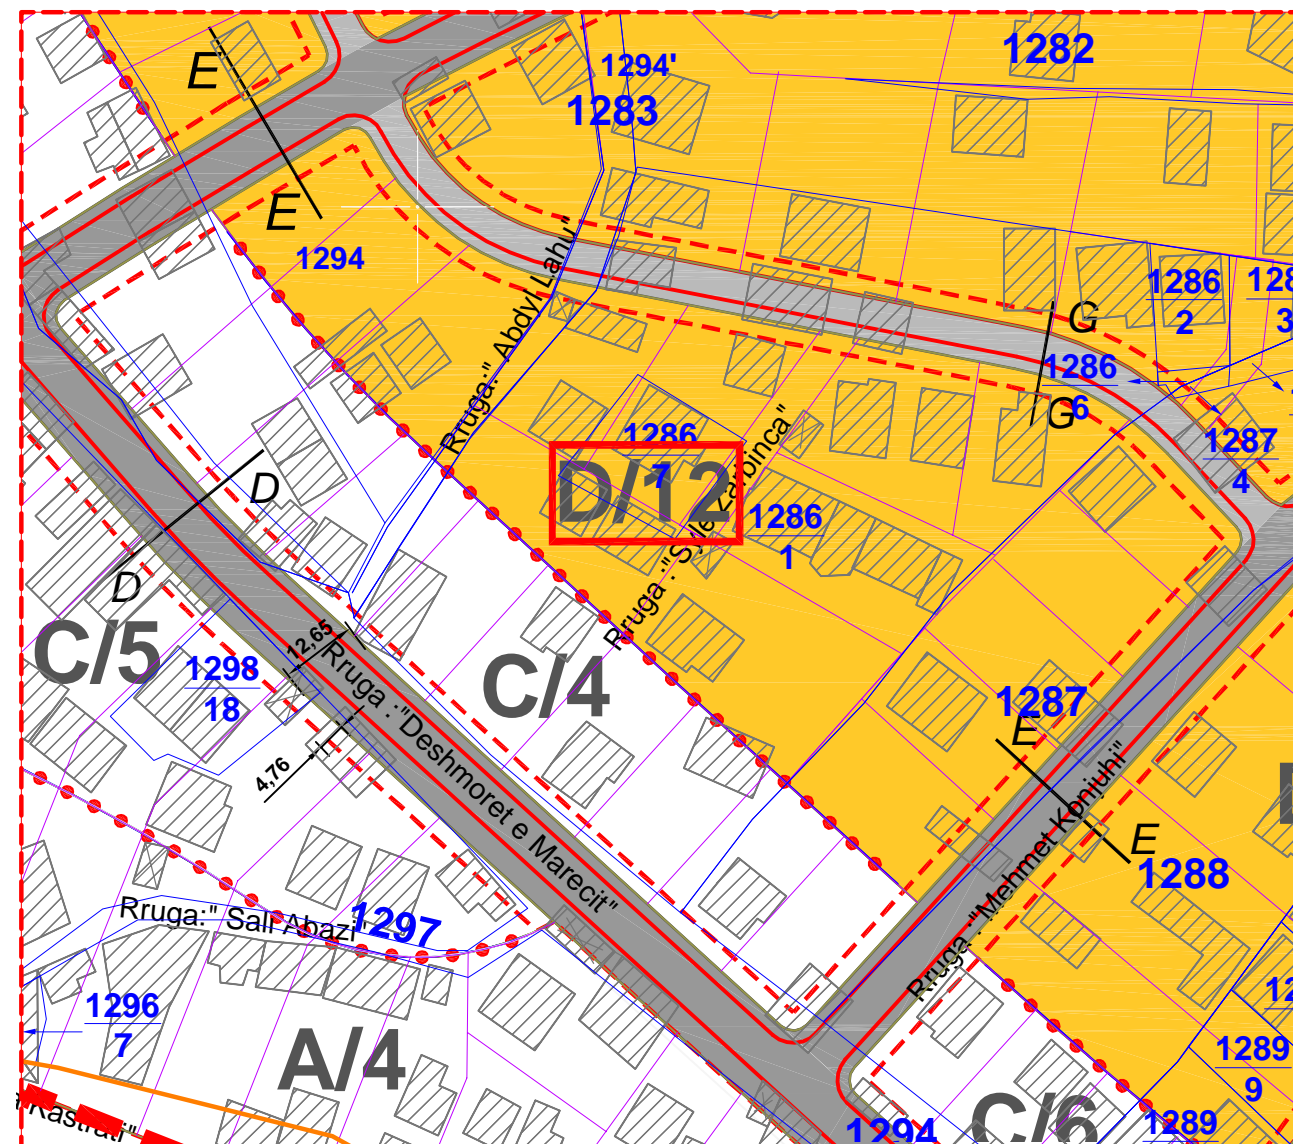 1282
1294'
1283
E
E
1294
Rruga:" Abdyl Lahu"
1286
2
3
G
G
1286
6
1287
4
1286
7
D/12
1286
1
Rruga :"Syle Zarbinca"
D
D
C/5
1298
18
12,65
4,76
C/4
Rruga :"Deshmoret e Marecit"
1287
E
E
1288
Rruga :"Mehmet Konjuhi"
Rruga:" Sali Abazi"
1297
1296
7
A/4
1289
9
1289
1294
C/6
Kastrati"